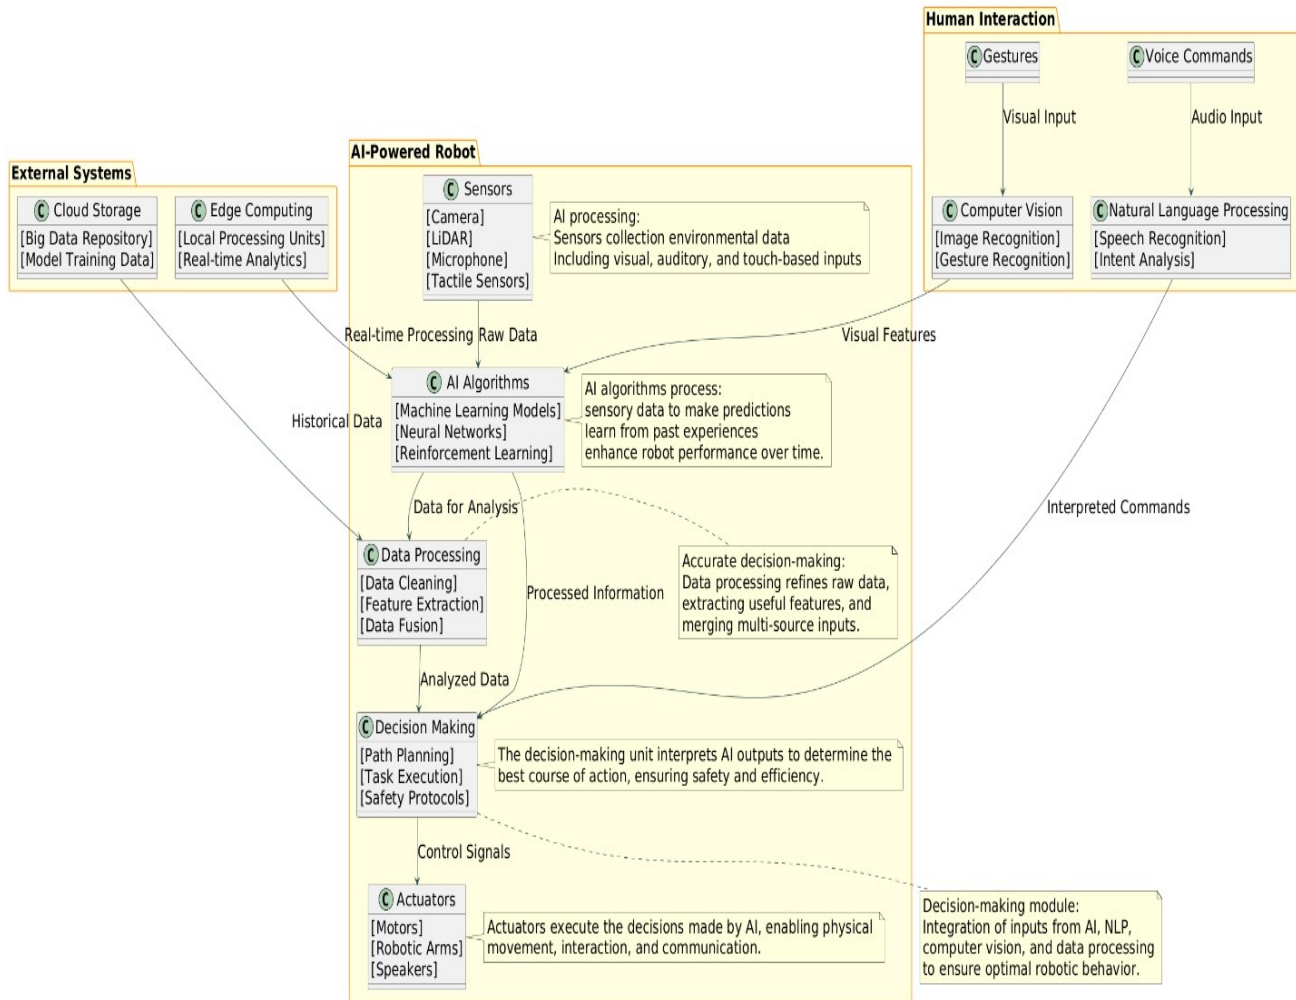 Human Interaction
C Gestures
C Voice Commands
Visual Input
Audio Input
C Computer Vision
[Image Recognition]
[Gesture Recognition]
C Natural Language Processing
[Speech Recognition]
[Intent Analysis]
External Systems
C Cloud Storage
[Big Data Repository]
[Model Training Data]
C Edge Computing
[Local Processing Units]
[Real-time Analytics]
AI-Powered Robot
C Sensors
[Camera]
[LiDAR]
[Microphone]
[Tactile Sensors]
AI processing:
Sensors collection environmental data
Including visual, auditory, and touch-based inputs
Real-time Processing
Raw Data
Visual Features
C AI Algorithms
[Machine Learning Models]
[Neural Networks]
[Reinforcement Learning]
AI algorithms process:
sensory data to make predictions
learn from past experiences
enhance robot performance over time.
Historical Data
Data for Analysis
Interpreted Commands
C Data Processing
[Data Cleaning]
[Feature Extraction]
[Data Fusion]
Processed Information
Accurate decision-making:
Data processing refines raw data,
extracting useful features, and
merging multi-source inputs.
Analyzed Data
C Decision Making
[Path Planning]
[Task Execution]
[Safety Protocols]
The decision-making unit interprets AI outputs to determine the
best course of action, ensuring safety and efficiency.
Control Signals
C Actuators
[Motors]
[Robotic Arms]
[Speakers]
Actuators execute the decisions made by AI, enabling physical
movement, interaction, and communication.
Decision-making module:
Integration of inputs from AI, NLP,
computer vision, and data processing
to ensure optimal robotic behavior.